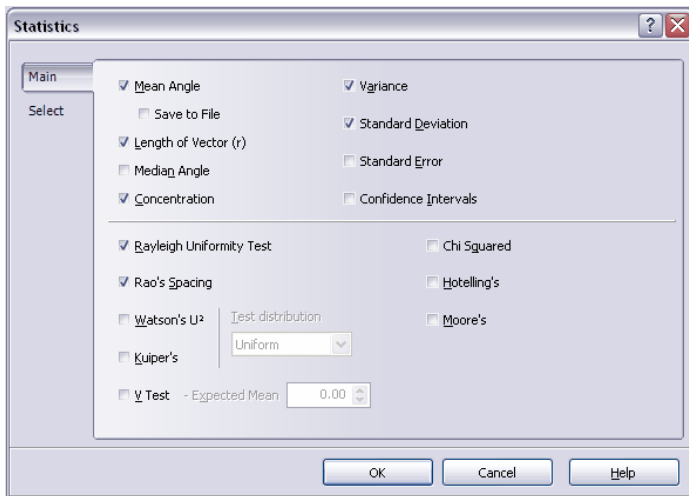 Statistics
?
Main
Select
Mean Angle
Save to File
Length of Vector (r)
Median Angle
Concentration
Variance
Standard Deviation
Standard Error
Confidence Intervals
Rayleigh Uniformity Test
Rao's Spacing
Watson's U²
Kuiper's
Test distribution
Uniform
V Test - Expected Mean 0.00
Chi Squared
Hotelling's
Moore's
OK Cancel Help